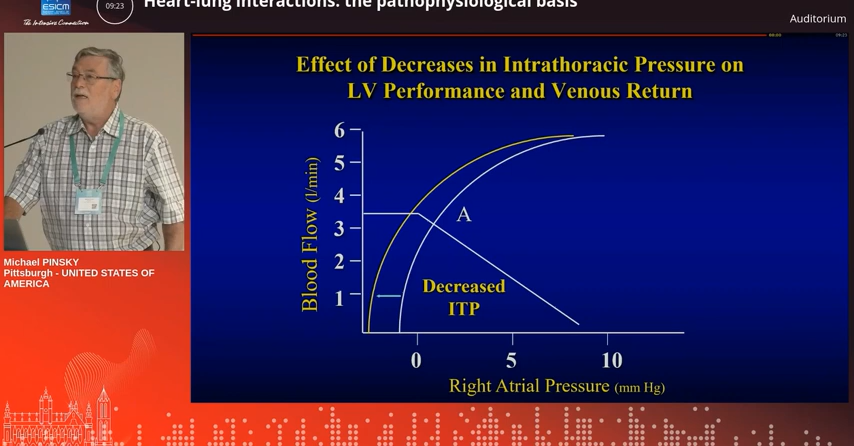 Heart-lung interactions: the pathophysiological basis
ESICM
The Intensive Connection
09:23
Auditorium
Effect of Decreases in Intrathoracic Pressure on
LV Performance and Venous Return
6
5
4
3
2
1
Blood Flow (l/min)
A
Decreased
ITP
0 5 10
Right Atrial Pressure (mm Hg)
Michael PINSKY
Pittsburgh - UNITED STATES OF
AMERICA